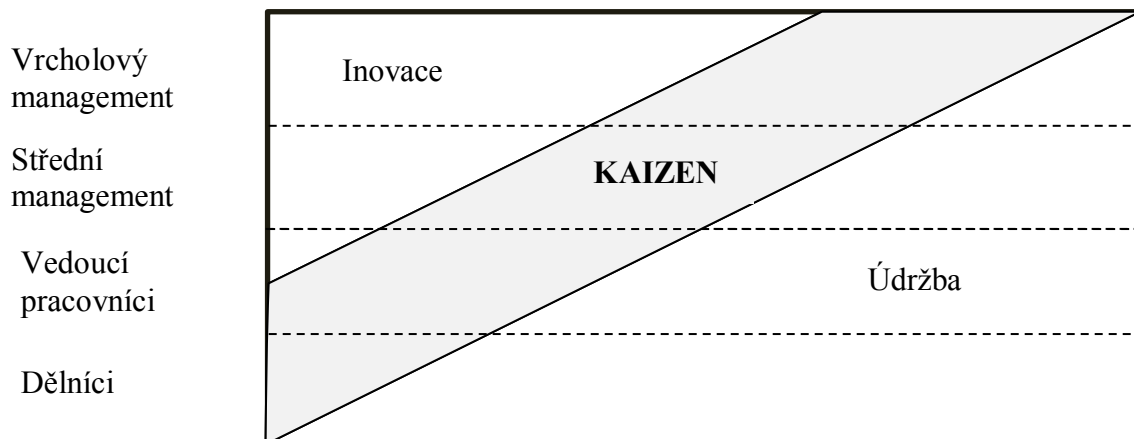 Vrcholový
management
Inovace
Střední
management
KAIZEN
Vedoucí
pracovníci
Údržba
Dělníci